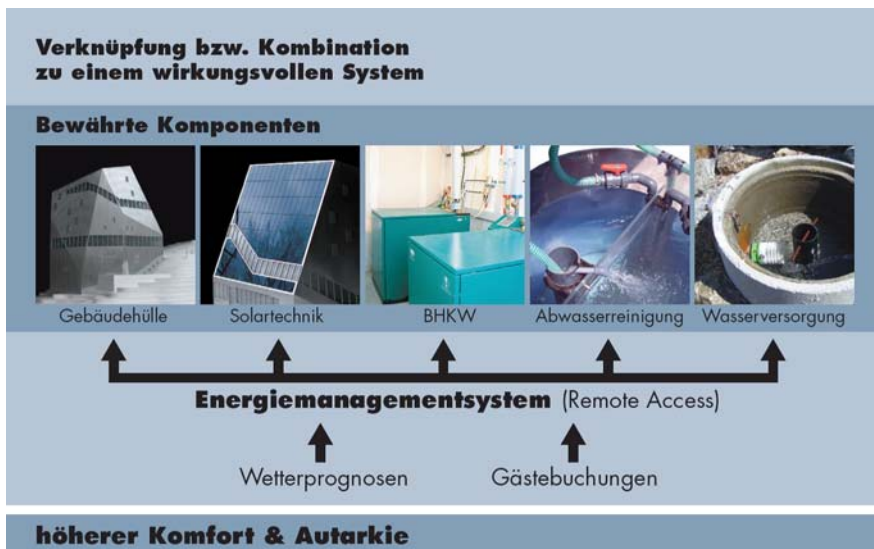 Verknüpfung bzw. Kombination
zu einem wirkungsvollen System
Bewährte Komponenten
Gebäudehülle
Solartechnik
BHKW
Abwasserreinigung
Wasserversorgung
Energiemanagementsystem (Remote Access)
Wetterprognosen
Gästebuchungen
höherer Komfort & Autarkie